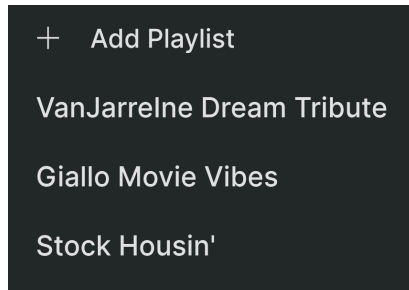 Add Playlist
VanJarrelne Dream Tribute
Giallo Movie Vibes
Stock Housin'